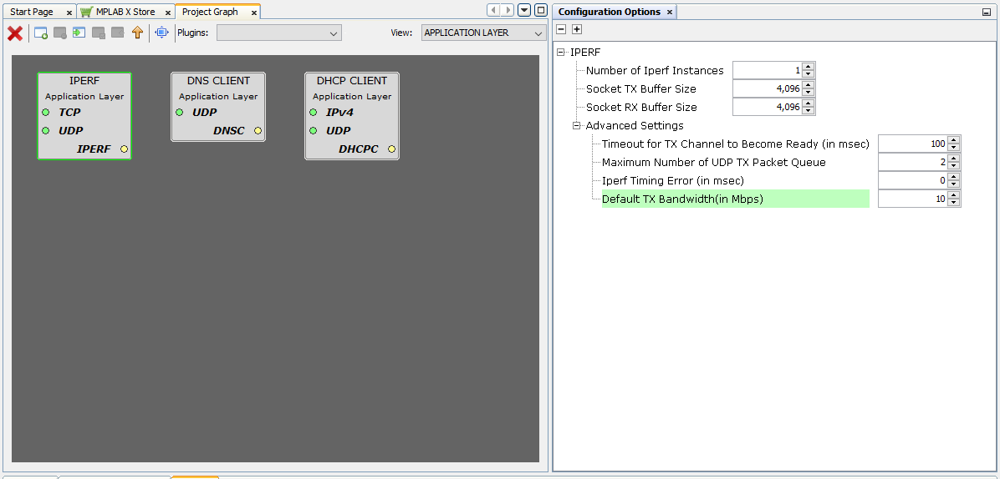 Start Page
MPLAB X Store
Project Graph
Plugins:
View:
APPLICATION LAYER
IPERF
Application Layer
TCP
UDP
IPERF
DNS CLIENT
Application Layer
UDP
DNSC
DHCP CLIENT
Application Layer
IPv4
UDP
DHCPC
Configuration Options
IPERF
Number of Iperf Instances 1
Socket TX Buffer Size 4,096
Socket RX Buffer Size 4,096
Advanced Settings
Timeout for TX Channel to Become Ready (in msec) 100
Maximum Number of UDP TX Packet Queue 2
Iperf Timing Error (in msec) 0
Default TX Bandwidth(in Mbps) 10